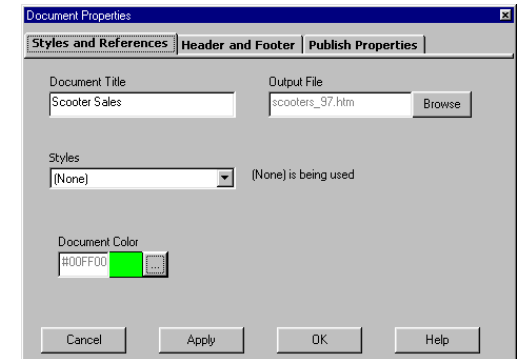 Document Properties
Styles and References Header and Footer Publish Properties
Document Title Output File
Scooter Sales scooters_97.htm Browse
Styles
(None) (None) is being used
Document Color
#00FF00 ...
Cancel Apply OK Help